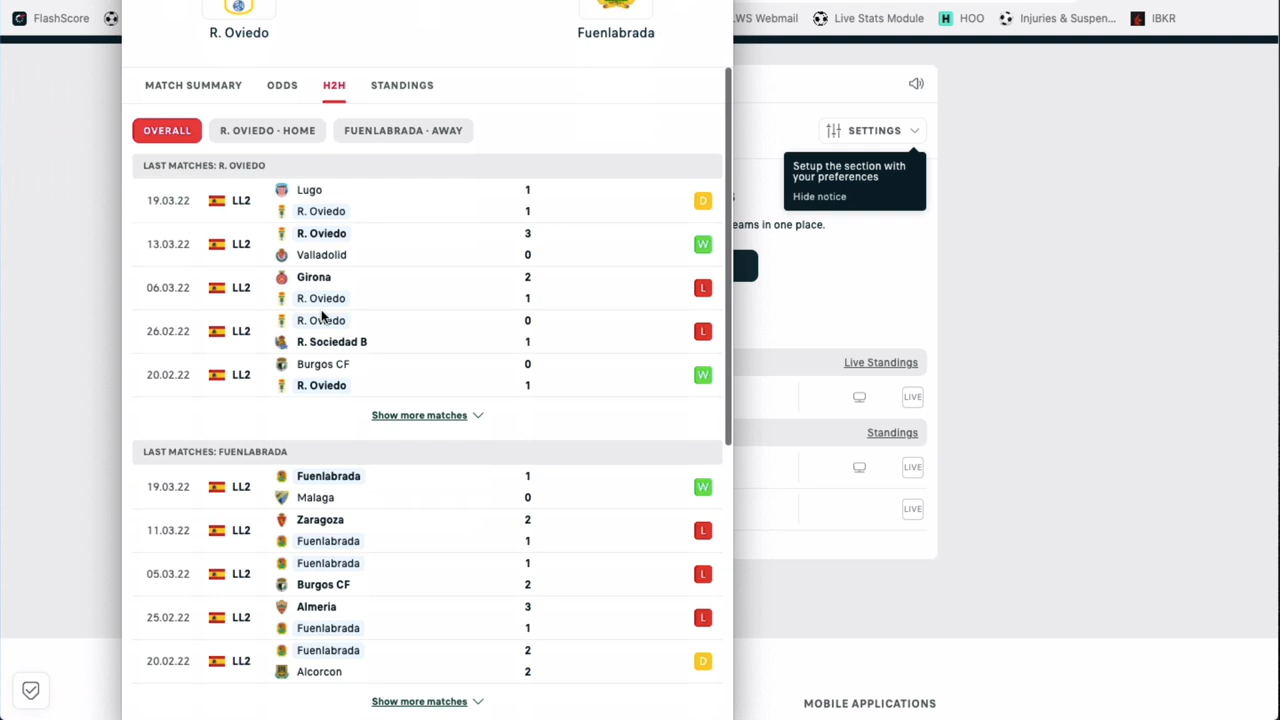 FlashScore
WS Webmail
Live Stats Module
H
HOO
Injuries & Suspen...
IBKR
R. Oviedo
Fuenlabrada
MATCH SUMMARY
ODDS
H2H
STANDINGS
OVERALL
R. OVIEDO - HOME
FUENLABRADA - AWAY
SETTINGS
Setup the section with
your preferences
Hide notice
eams in one place.
LAST MATCHES: R. OVIEDO
19.03.22 LL2 Lugo 1 D
R. Oviedo 1
13.03.22 LL2 R. Oviedo 3 W
Valladolid 0
06.03.22 LL2 Girona 2 L
R. Oviedo 1
26.02.22 LL2 R. Oviedo 0 L
R. Sociedad B 1
20.02.22 LL2 Burgos CF 0 W
R. Oviedo 1
Show more matches
Live Standings
LIVE
Standings
LIVE
LIVE
LAST MATCHES: FUENLABRADA
19.03.22 LL2 Fuenlabrada 1 W
Malaga 0
11.03.22 LL2 Zaragoza 2 L
Fuenlabrada 1
05.03.22 LL2 Fuenlabrada 1 L
Burgos CF 2
25.02.22 LL2 Almeria 3 L
Fuenlabrada 1
20.02.22 LL2 Fuenlabrada 2 D
Alcorcon 2
Show more matches
MOBILE APPLICATIONS